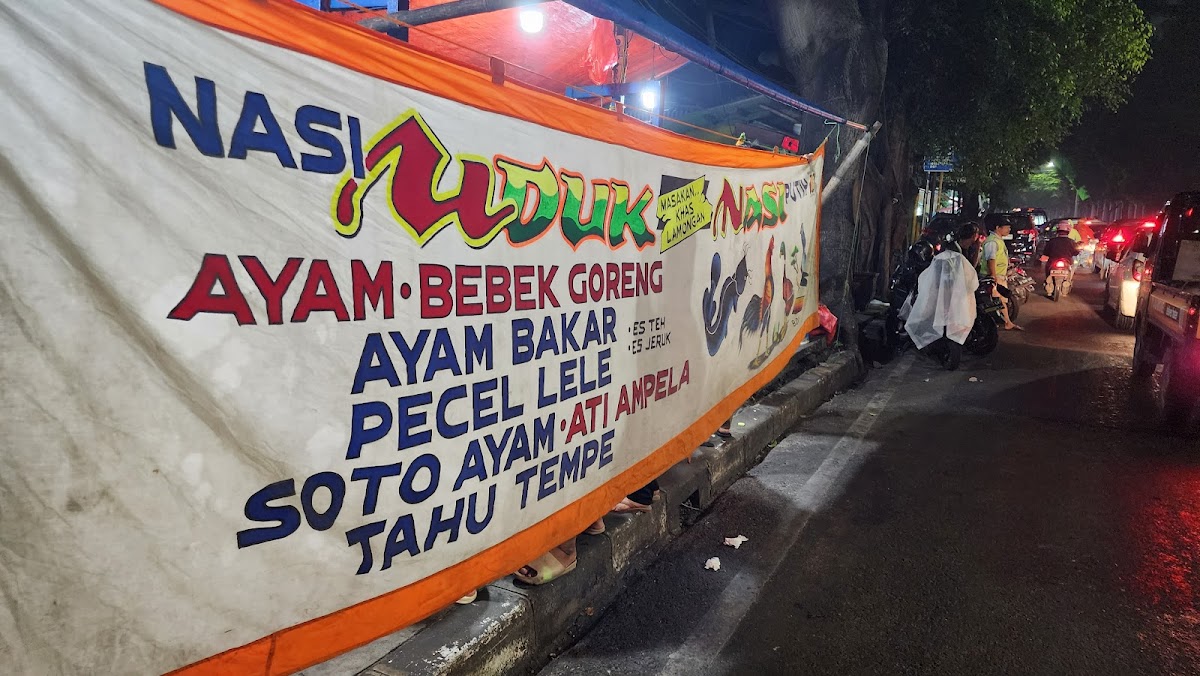 NASI UDUK
MASAKAN...
KHAS
LAMONGAN
NASI PUTIH
AYAM • BEBEK GORENG
AYAM BAKAR
• ES TEH
• ES JERUK
PECEL LELE
SOTO AYAM • ATI AMPELA
TAHU TEMPE